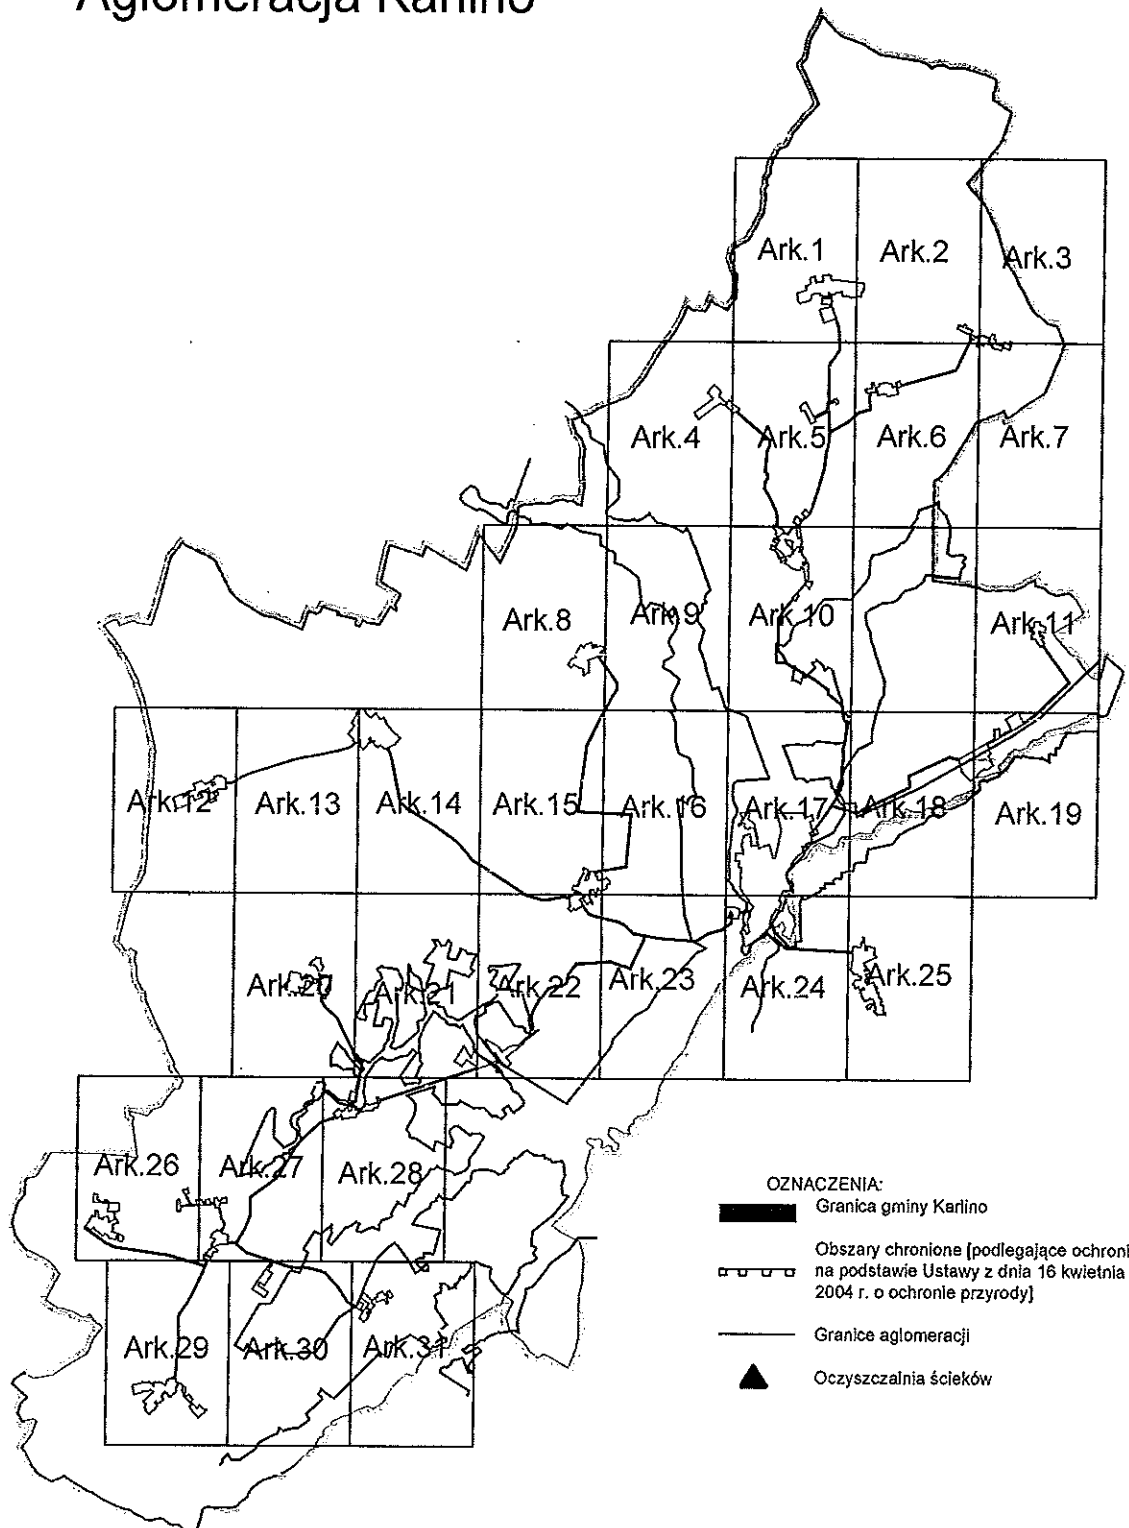 Aglomeracja Karlino
Ark.1
Ark.2
Ark.3
Ark.4
Ark.5
Ark.6
Ark.7
Ark.8
Ark.9
Ark.10
Ark.11
Ark.12
Ark.13
Ark.14
Ark.15
Ark.16
Ark.17
Ark.18
Ark.19
Ark.20
Ark.21
Ark.22
Ark.23
Ark.24
Ark.25
Ark.26
Ark.27
Ark.28
Ark.29
Ark.30
Ark.31
OZNACZENIA:
Granica gminy Karlino
Obszary chronione [podlegające ochroni
na podstawie Ustawy z dnia 16 kwietnia
2004 r. o ochronie przyrody]
Granice aglomeracji
Oczyszczalnia ścieków